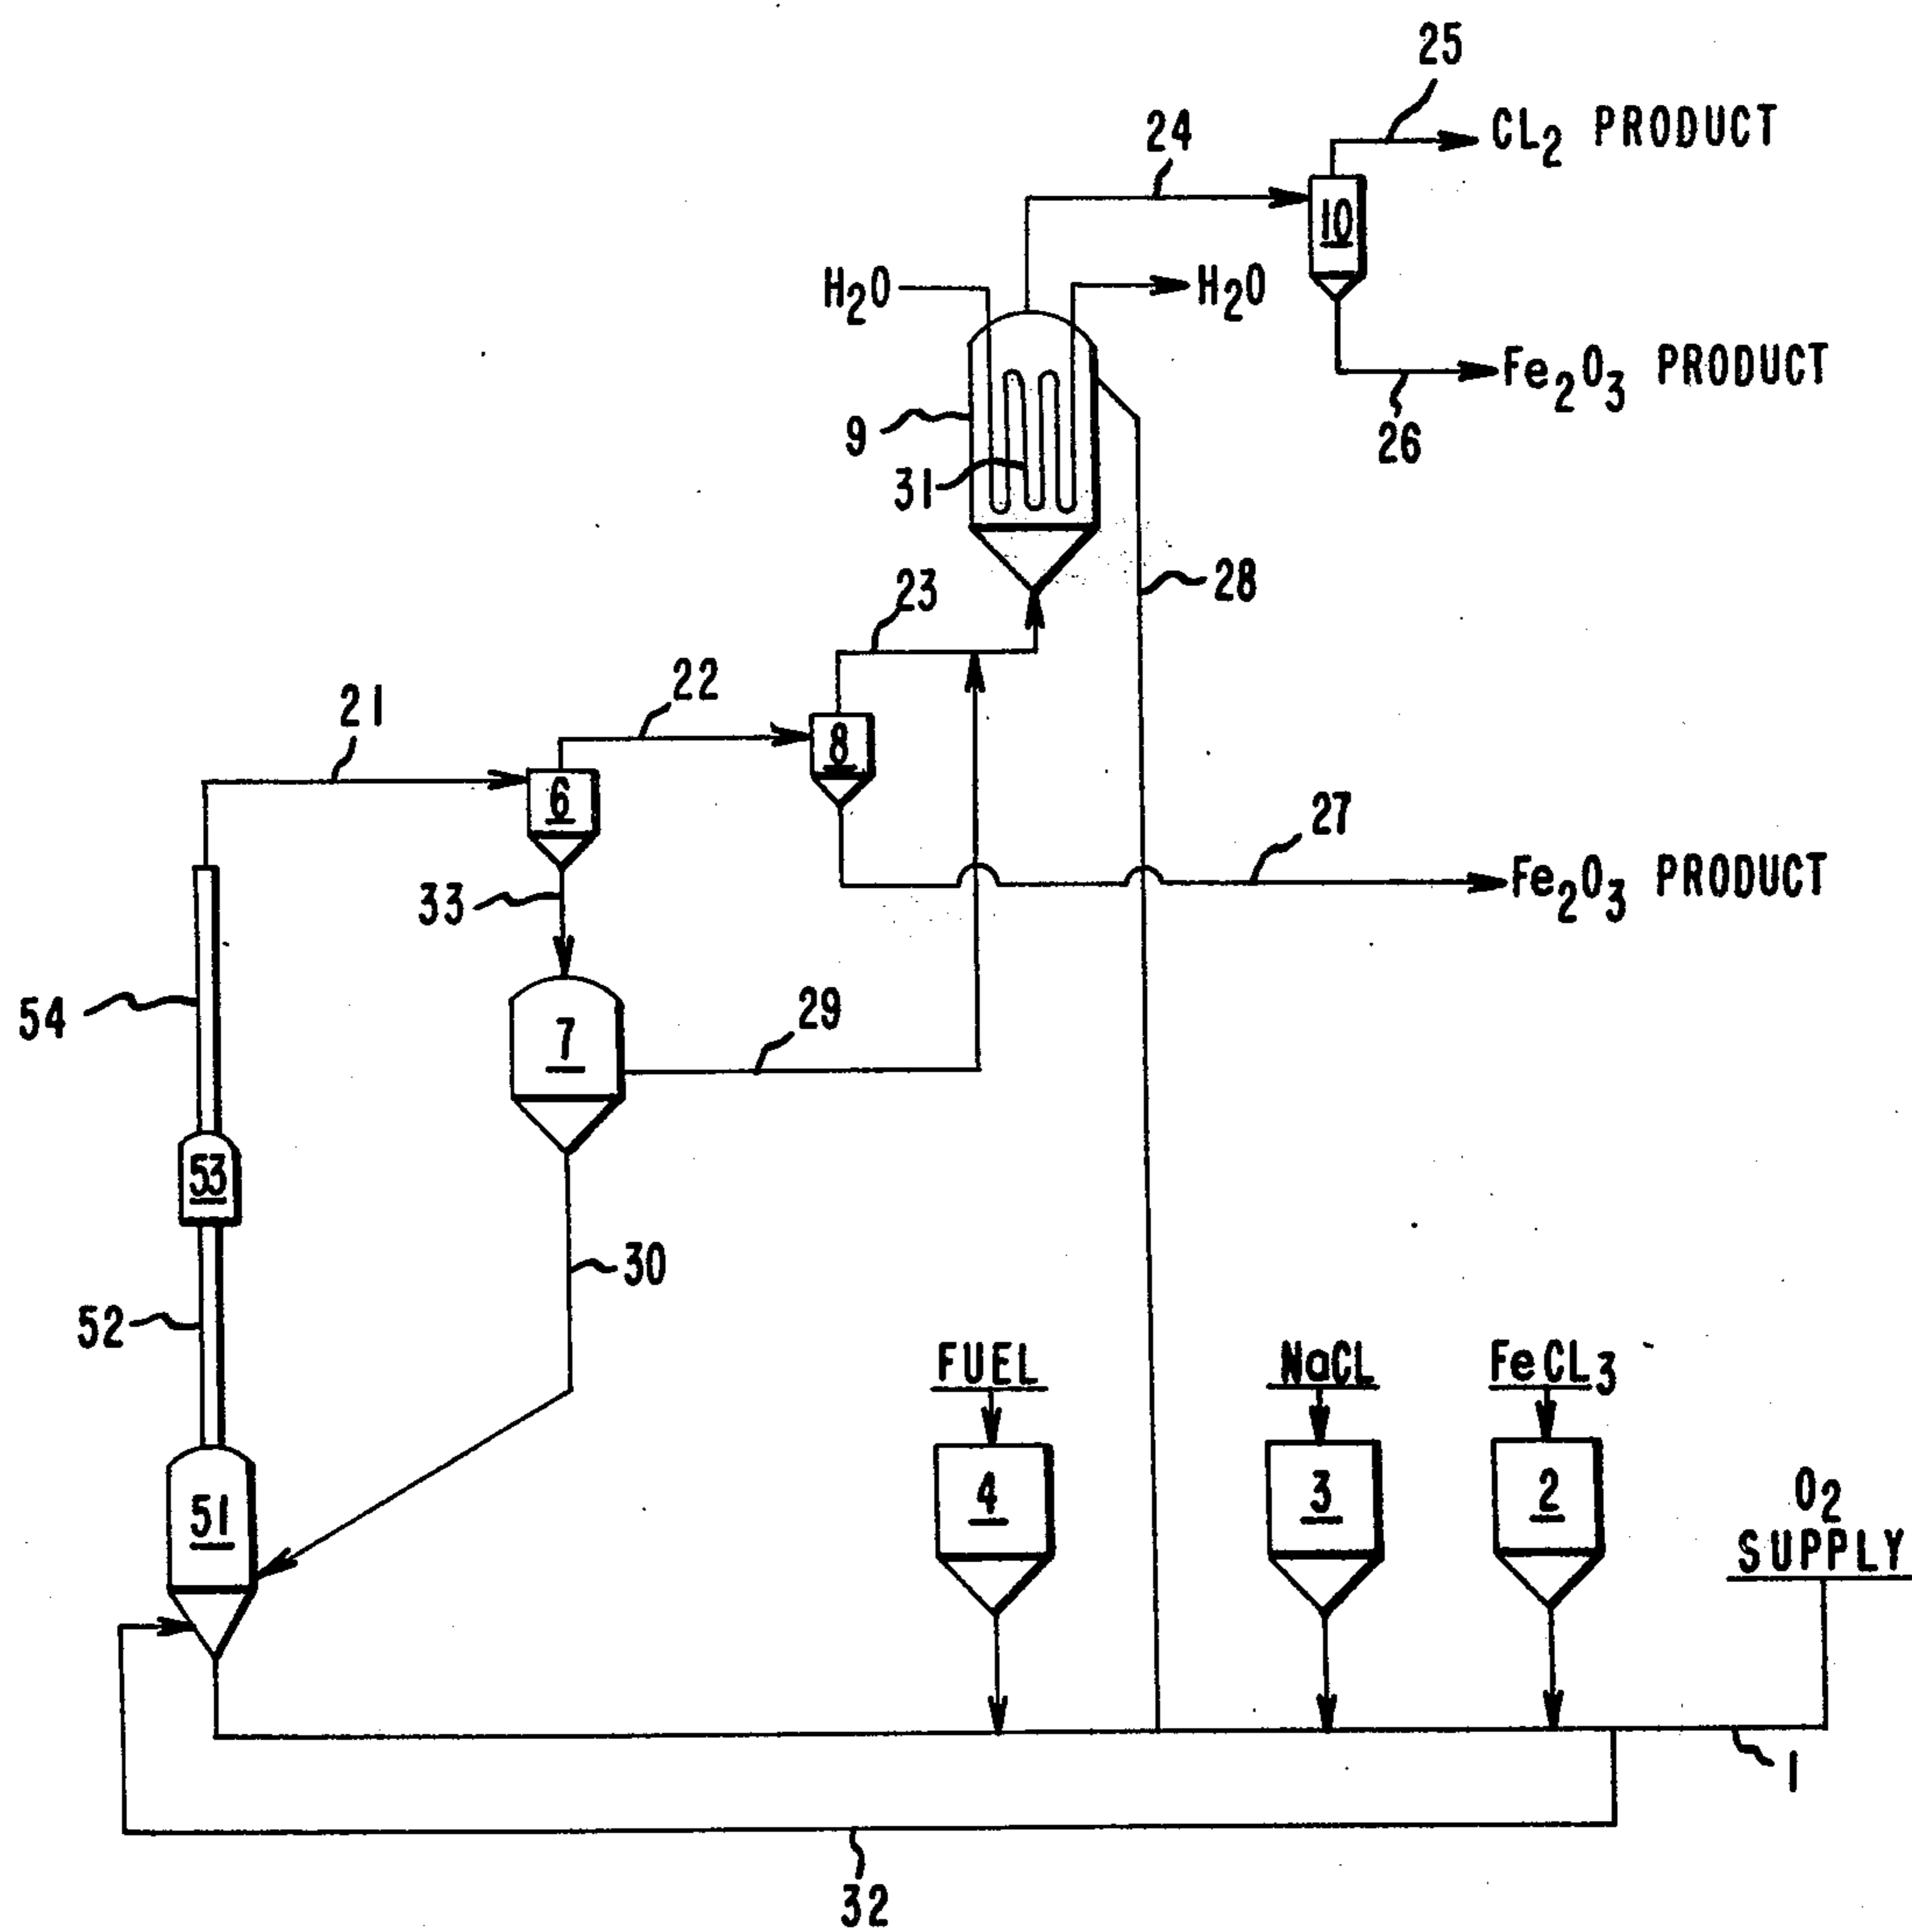 25
CL2 PRODUCT
24
10
H2O
H2O
Fe2O3 PRODUCT
9
26
31
28
23
22
21
8
6
27
Fe2O3 PRODUCT
33
54
29
7
53
30
52
FUEL
NaCL
FeCL3
4
3
2
O2
SUPPLY
51
1
32